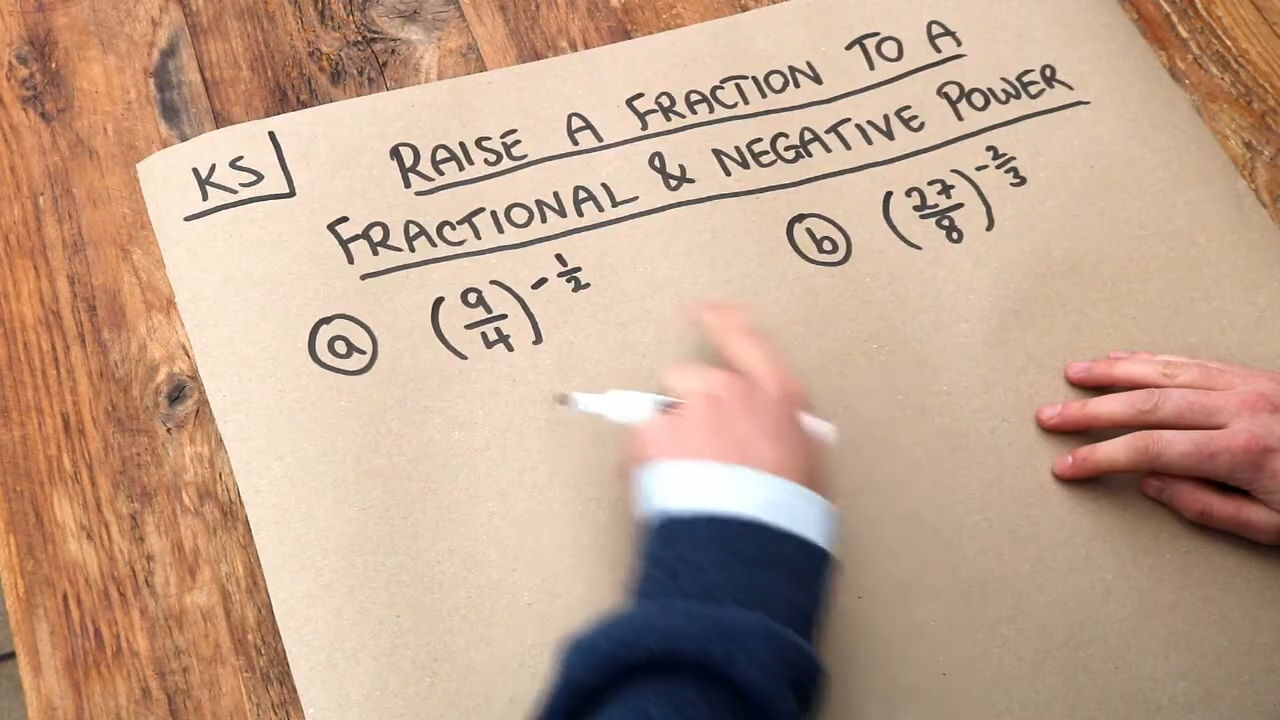 KS
RAISE A FRACTION TO A
FRACTIONAL & NEGATIVE POWER
a (9/4)^-1/2
b (27/8)^-2/3